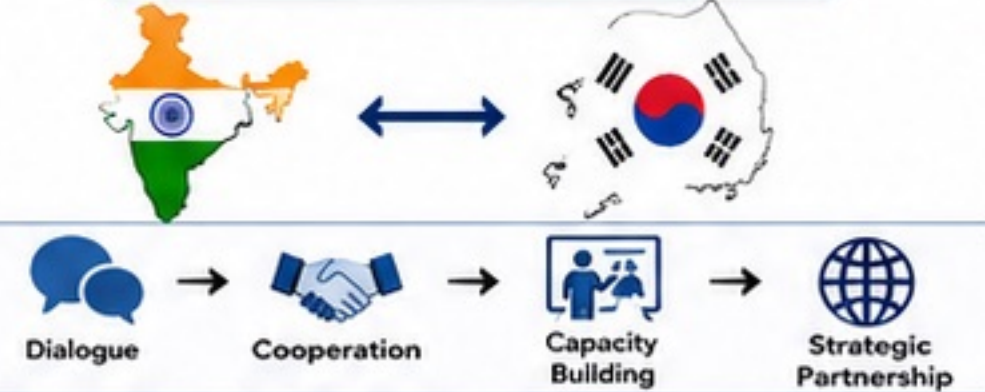 Dialogue
Cooperation
Capacity
Building
Strategic
Partnership